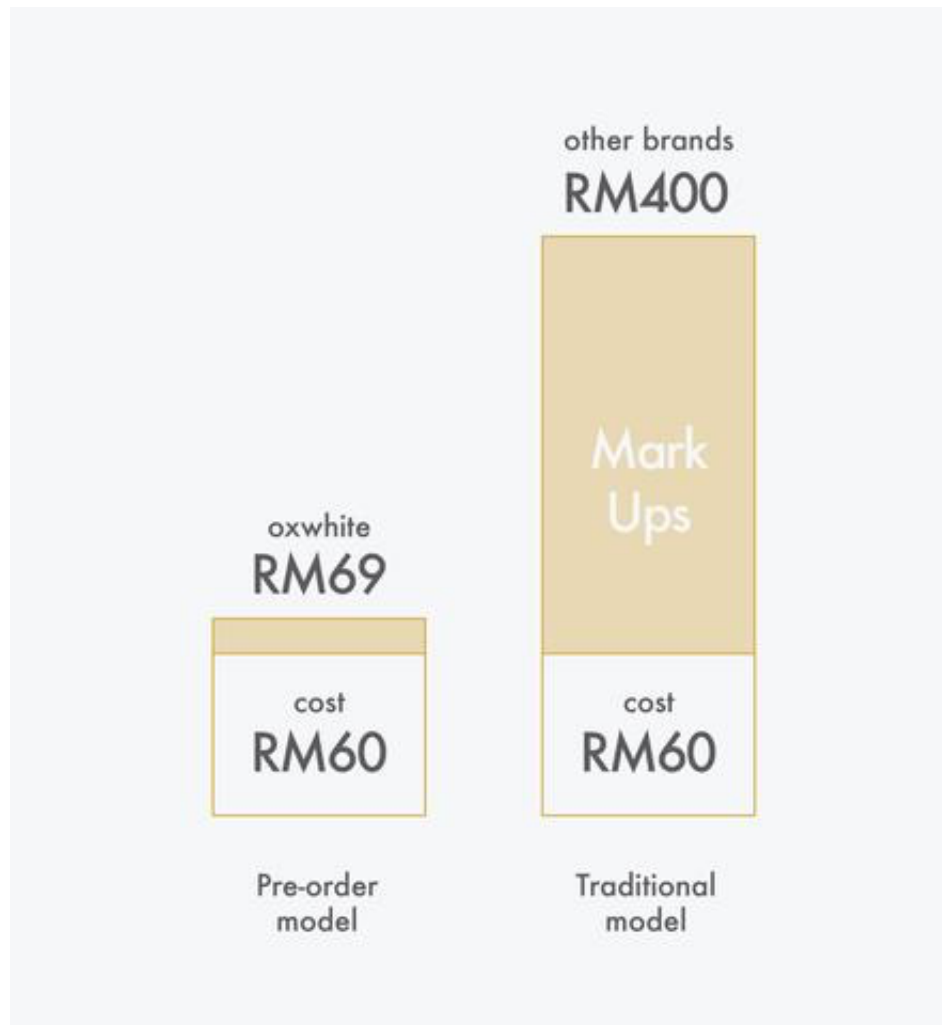 other brands
RM400
Mark
Ups
oxwhite
RM69
cost
RM60
cost
RM60
Pre-order
model
Traditional
model